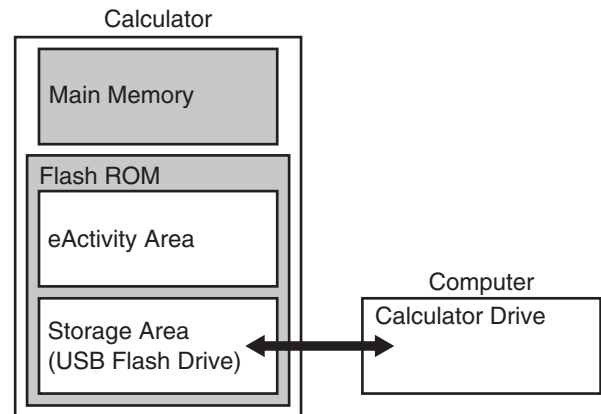 Calculator
Main Memory
Flash ROM
eActivity Area
Storage Area
(USB Flash Drive)
Computer
Calculator Drive